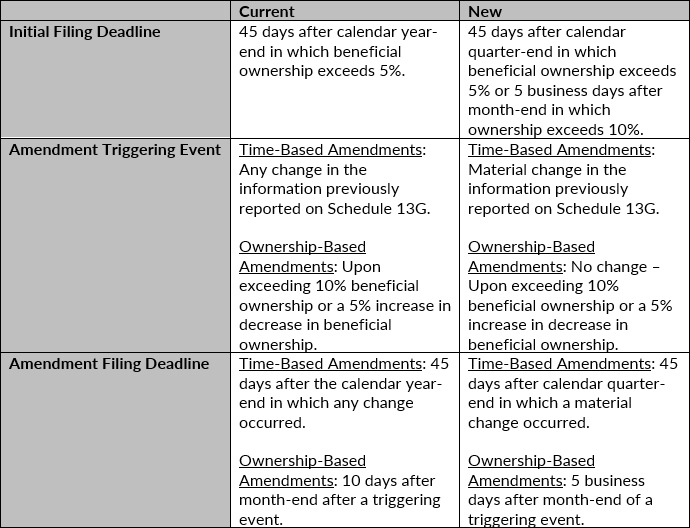 Current
New
Initial Filing Deadline
45 days after calendar year-
end in which beneficial
ownership exceeds 5%.
45 days after calendar
quarter-end in which
beneficial ownership exceeds
5% or 5 business days after
month-end in which
ownership exceeds 10%.
Amendment Triggering Event
Time-Based Amendments:
Any change in the
information previously
reported on Schedule 13G.
Ownership-Based
Amendments: Upon
exceeding 10% beneficial
ownership or a 5% increase in
decrease in beneficial
ownership.
Time-Based Amendments:
Material change in the
information previously
reported on Schedule 13G.
Ownership-Based
Amendments: No change –
Upon exceeding 10%
beneficial ownership or a 5%
increase in decrease in
beneficial ownership.
Amendment Filing Deadline
Time-Based Amendments: 45
days after the calendar year-
end in which any change
occurred.
Ownership-Based
Amendments: 10 days after
month-end after a triggering
event.
Time-Based Amendments: 45
days after calendar quarter-
end in which a material
change occurred.
Ownership-Based
Amendments: 5 business
days after month-end of a
triggering event.